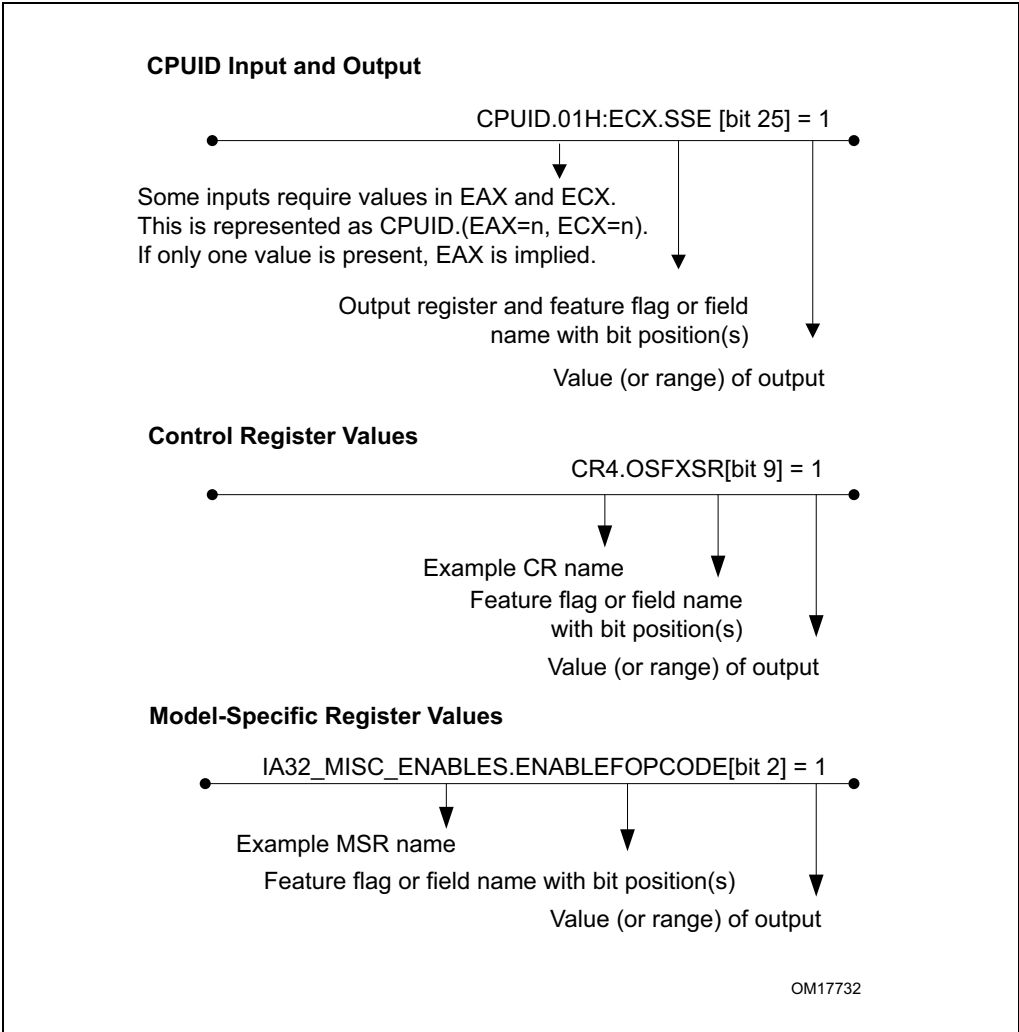 CPUID Input and Output
CPUID.01H:ECX.SSE [bit 25] = 1
Some inputs require values in EAX and ECX.
This is represented as CPUID.(EAX=n, ECX=n).
If only one value is present, EAX is implied.
Output register and feature flag or field
name with bit position(s)
Value (or range) of output
Control Register Values
CR4.OSFXSR[bit 9] = 1
Example CR name
Feature flag or field name
with bit position(s)
Value (or range) of output
Model-Specific Register Values
IA32_MISC_ENABLES.ENABLEFOPCODE[bit 2] = 1
Example MSR name
Feature flag or field name with bit position(s)
Value (or range) of output
OM17732